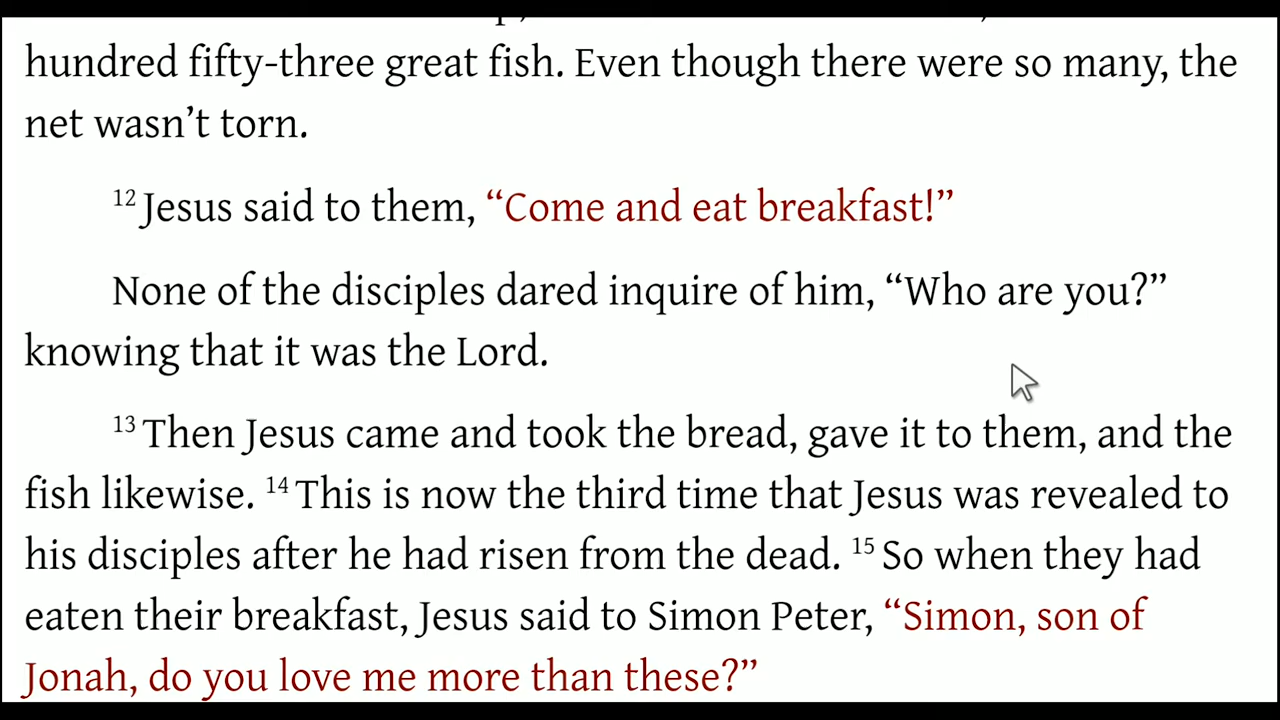 hundred fifty-three great fish. Even though there were so many, the
net wasn’t torn.
12 Jesus said to them, “Come and eat breakfast!”
None of the disciples dared inquire of him, “Who are you?”
knowing that it was the Lord.
13 Then Jesus came and took the bread, gave it to them, and the
fish likewise. 14 This is now the third time that Jesus was revealed to
his disciples after he had risen from the dead. 15 So when they had
eaten their breakfast, Jesus said to Simon Peter, “Simon, son of
Jonah, do you love me more than these?”